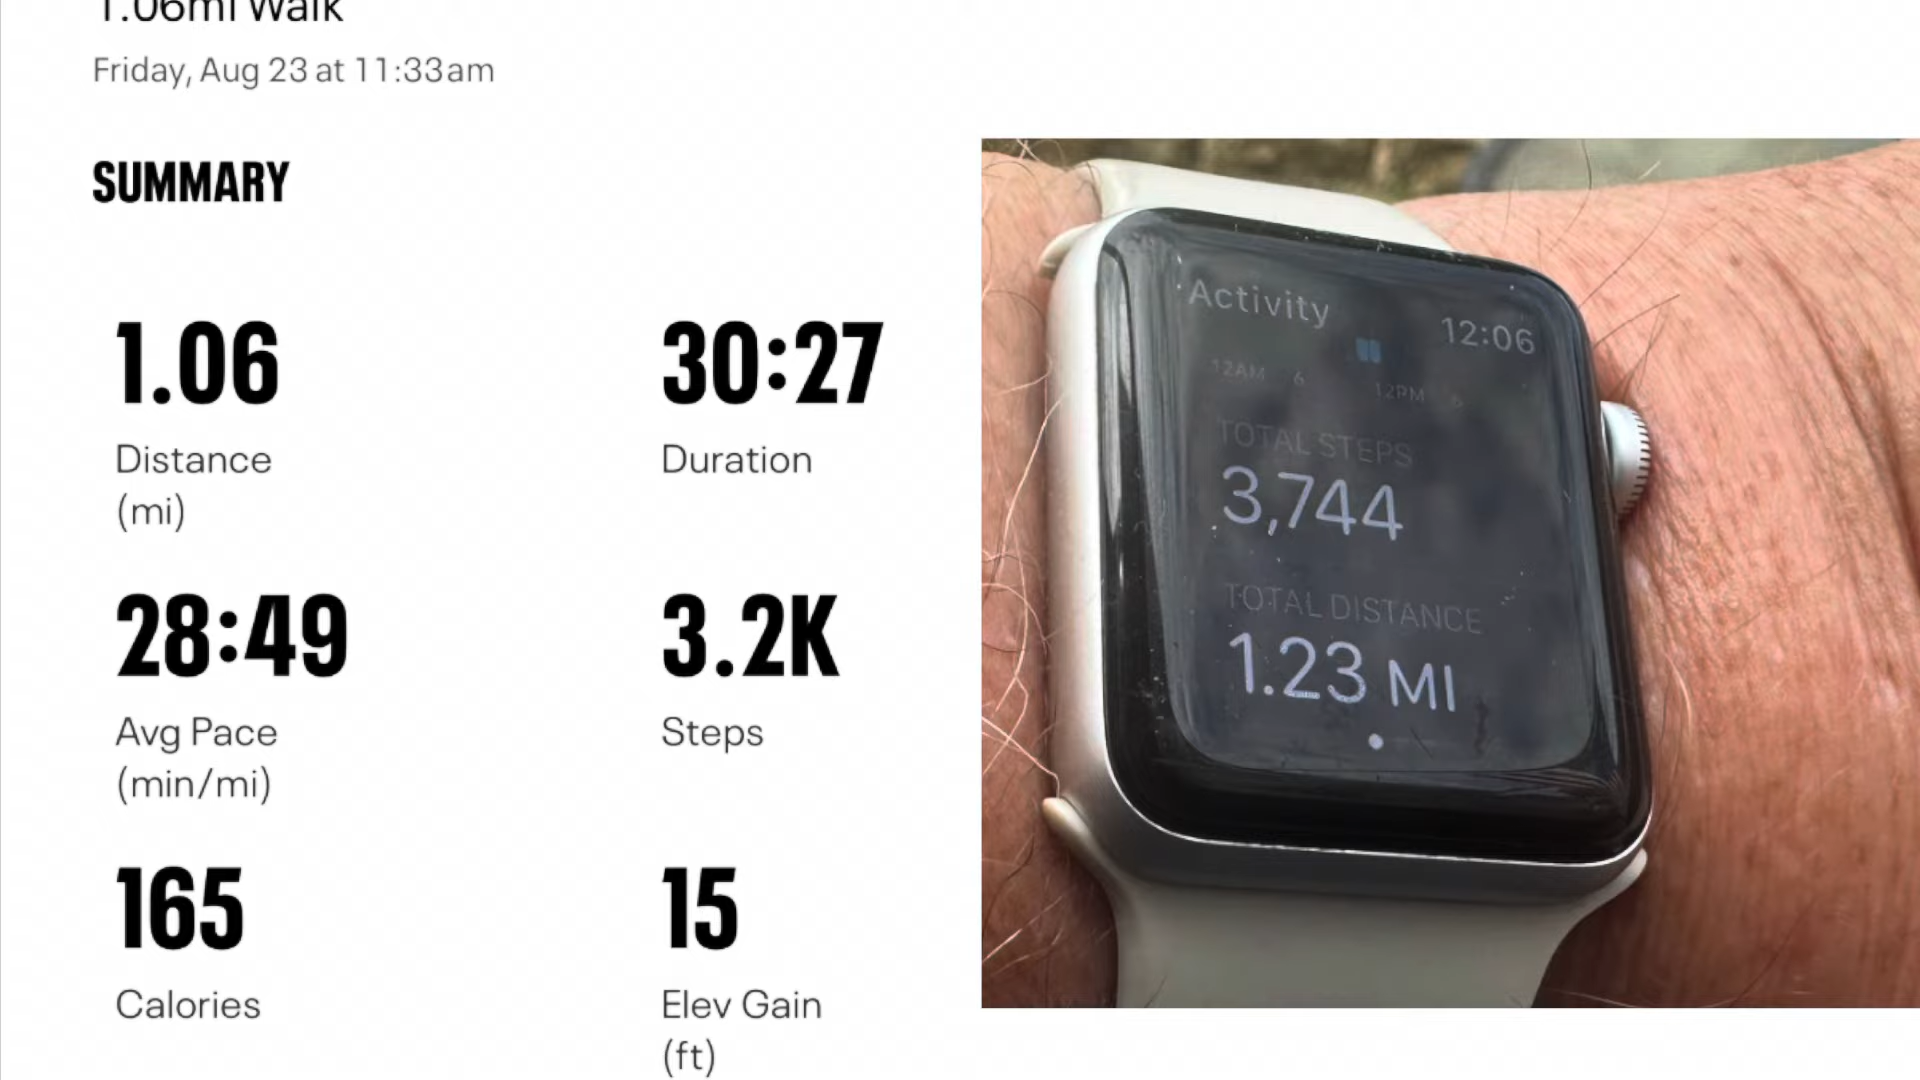 1.06mi Walk
Friday, Aug 23 at 11:33am
SUMMARY
1.06
Distance
(mi)
30:27
Duration
28:49
Avg Pace
(min/mi)
3.2K
Steps
165
Calories
15
Elev Gain
(ft)
Activity
12:06
12AM 6 12PM 6
TOTAL STEPS
3,744
TOTAL DISTANCE
1.23 MI